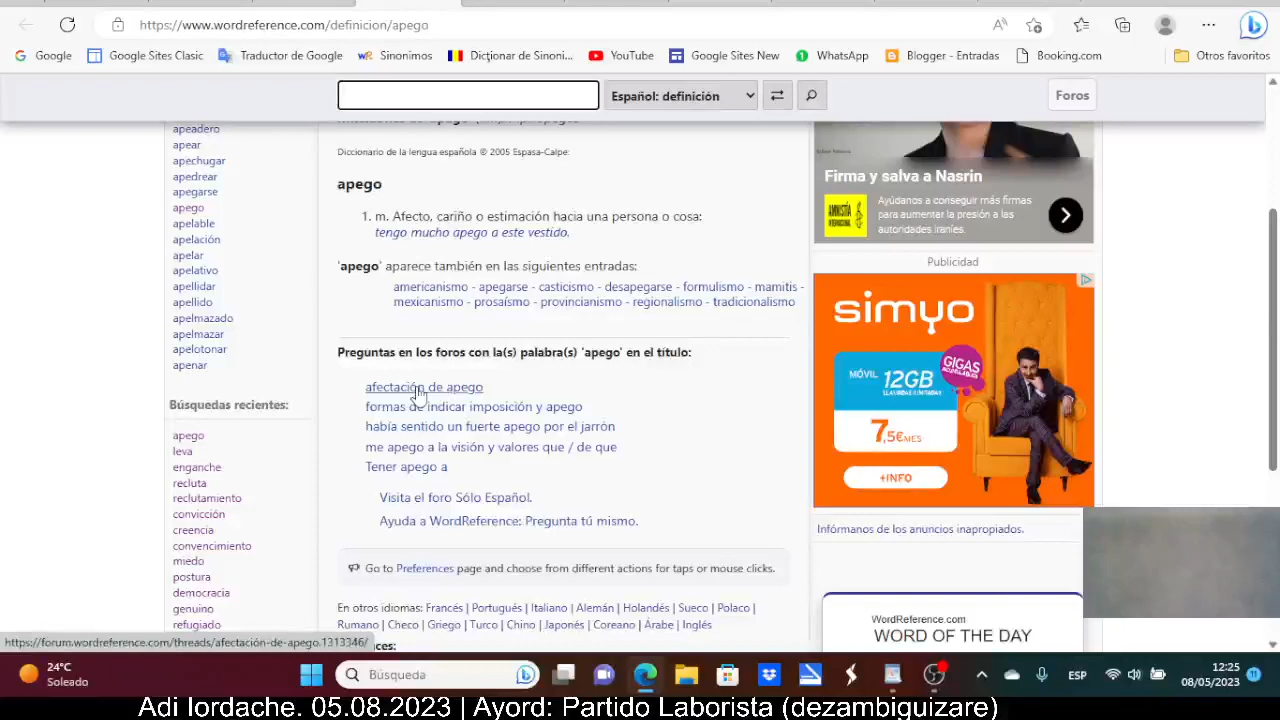 https://www.wordreference.com/definition/apego
Google
Google Sites Clasic
Traductor de Google
Sinonimos
Dicționar de Sinoni...
YouTube
Google Sites New
WhatsApp
Blogger - Entradas
Booking.com
Otros favoritos
Español: definición
Foros
apeadero
apear
apechugar
apedrear
apegarse
apego
apelable
apelación
apelar
apelativo
apellidar
apellido
apelmazado
apelmazar
apelotonar
apenar
Búsquedas recientes:
apego
leva
enganche
recluta
reclutamiento
convicción
creencia
convencimiento
miedo
postura
democracia
genuino
refugiado
Diccionario de la lengua española © 2005 Espasa-Calpe:
apego
1. m. Afecto, cariño o estimación hacia una persona o cosa:
tengo mucho apego a este vestido.
'apego' aparece también en las siguientes entradas:
americanismo - apegarse - casticismo - desapegarse - formulismo - mamitis -
mexicanismo - prosaísmo - provincianismo - regionalismo - tradicionalismo
Preguntas en los foros con la(s) palabra(s) 'apego' en el título:
afectación de apego
formas de indicar imposición y apego
había sentido un fuerte apego por el jarrón
me apego a la visión y valores que / de que
Tener apego a
Visita el foro Sólo Español.
Ayuda a WordReference: Pregunta tú mismo.
Go to Preferences page and choose from different actions for taps or mouse clicks.
En otros idiomas: Francés | Portugués | Italiano | Alemán | Holandés | Sueco | Polaco |
Rumano | Checo | Griego | Turco | Chino | Japonés | Coreano | Árabe | Inglés
Firma y salva a Nasrin
AMNISTÍA
INTERNACIONAL
Ayúdanos a conseguir más firmas
para aumentar la presión a las
autoridades iraníes.
Publicidad
simyo
GIGAS
ACUMULABLES
MÓVIL 12GB
LLAMADAS ILIMITADAS
7,5€/MES
+INFO
Infórmanos de los anuncios inapropiados.
WordReference.com
WORD OF THE DAY
https://forum.wordreference.com/threads/afectación-de-apego.1313346/
24°C
Soleado
Búsqueda
ESP
12:25
08/05/2023
Adi Iordache. 05.08.2023 | Ayord: Partido Laborista (dezambiguizare)